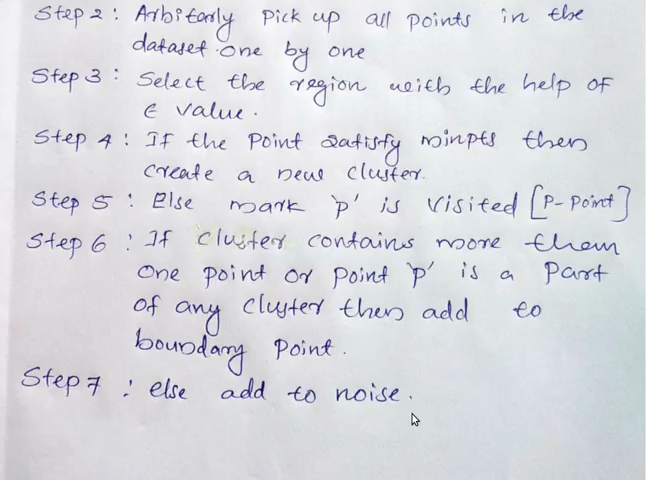 Step 2: Arbitarly pick up all points in the
dataset one by one
Step 3: Select the region with the help of
ϵ value.
Step 4: If the point satisfy minpts then
create a new cluster.
Step 5: Else mark 'p' is visited [P-Point]
Step 6: If cluster contains more them
one point or point 'p' is a part
of any cluster then add to
boundary point.
Step 7: else add to noise.